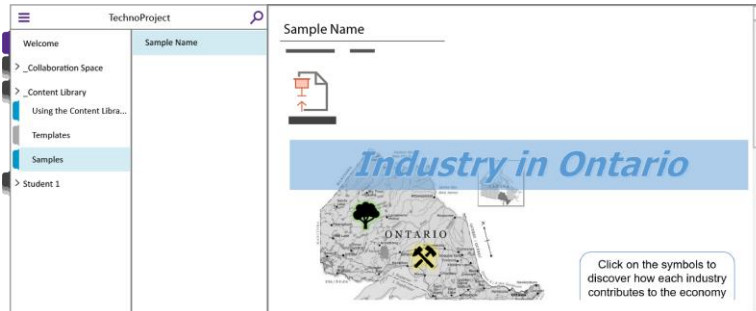 TechnoProject
Welcome
_Collaboration Space
_Content Library
Using the Content Libra...
Templates
Samples
Student 1
Sample Name
Sample Name
Industry in Ontario
ONTARIO
Click on the symbols to
discover how each industry
contributes to the economy